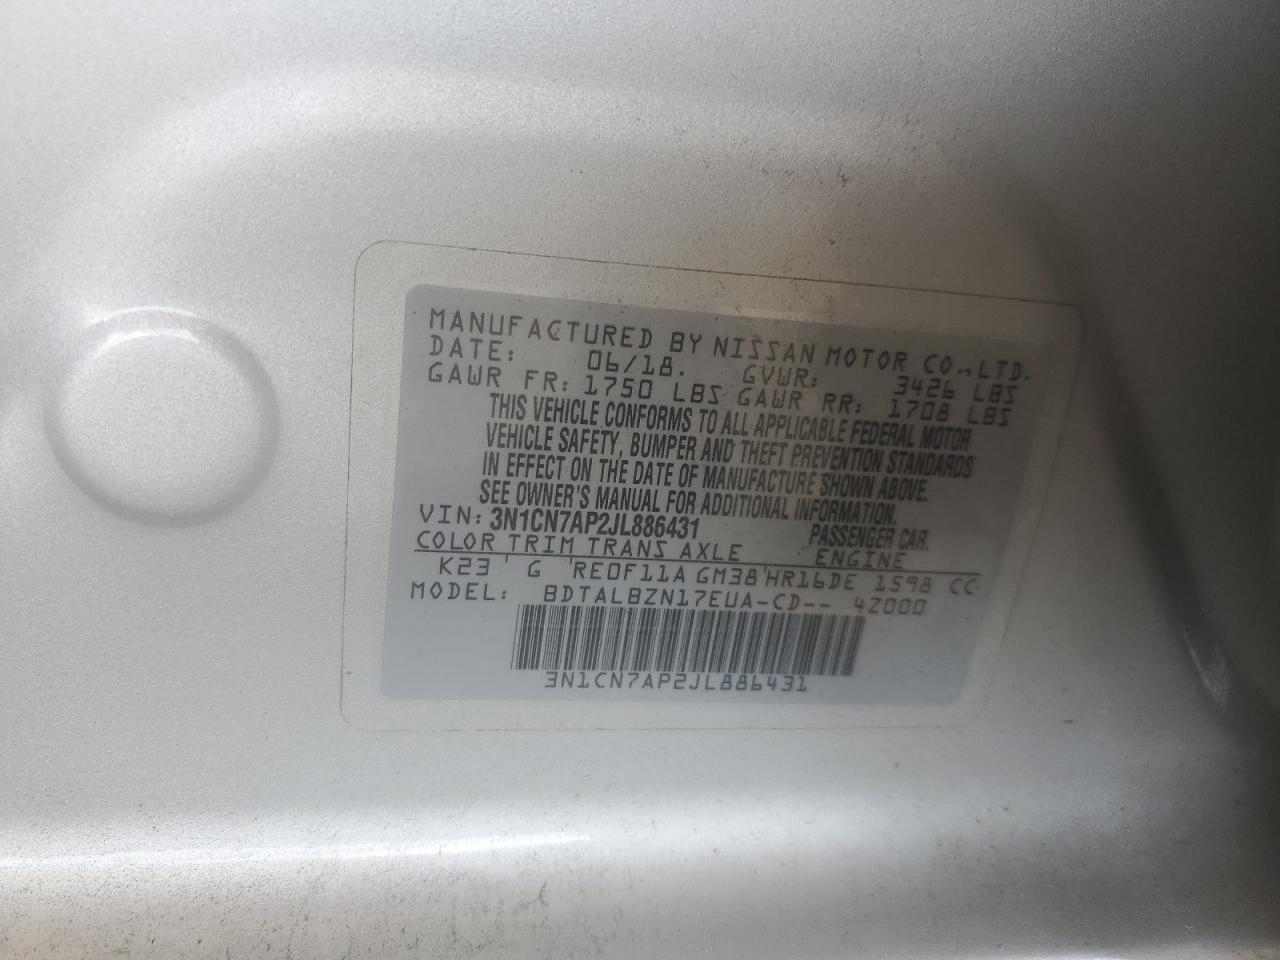 MANUFACTURED BY NISSAN MOTOR CO.,LTD.
DATE: 06/18. GVWR: 3426 LBS
GAWR FR: 1750 LBS GAWR RR: 1708 LBS
THIS VEHICLE CONFORMS TO ALL APPLICABLE FEDERAL MOTOR
VEHICLE SAFETY, BUMPER AND THEFT PREVENTION STANDARDS
IN EFFECT ON THE DATE OF MANUFACTURE SHOWN ABOVE.
SEE OWNER'S MANUAL FOR ADDITIONAL INFORMATION.
VIN: 3N1CN7AP2JL886431 PASSENGER CAR.
COLOR TRIM TRANS AXLE ENGINE
K23 G RE0F11A GM38 HR16DE 1598 CC
MODEL: BDTALBZN17EUA-CD-- 4Z000
3N1CN7AP2JL886431